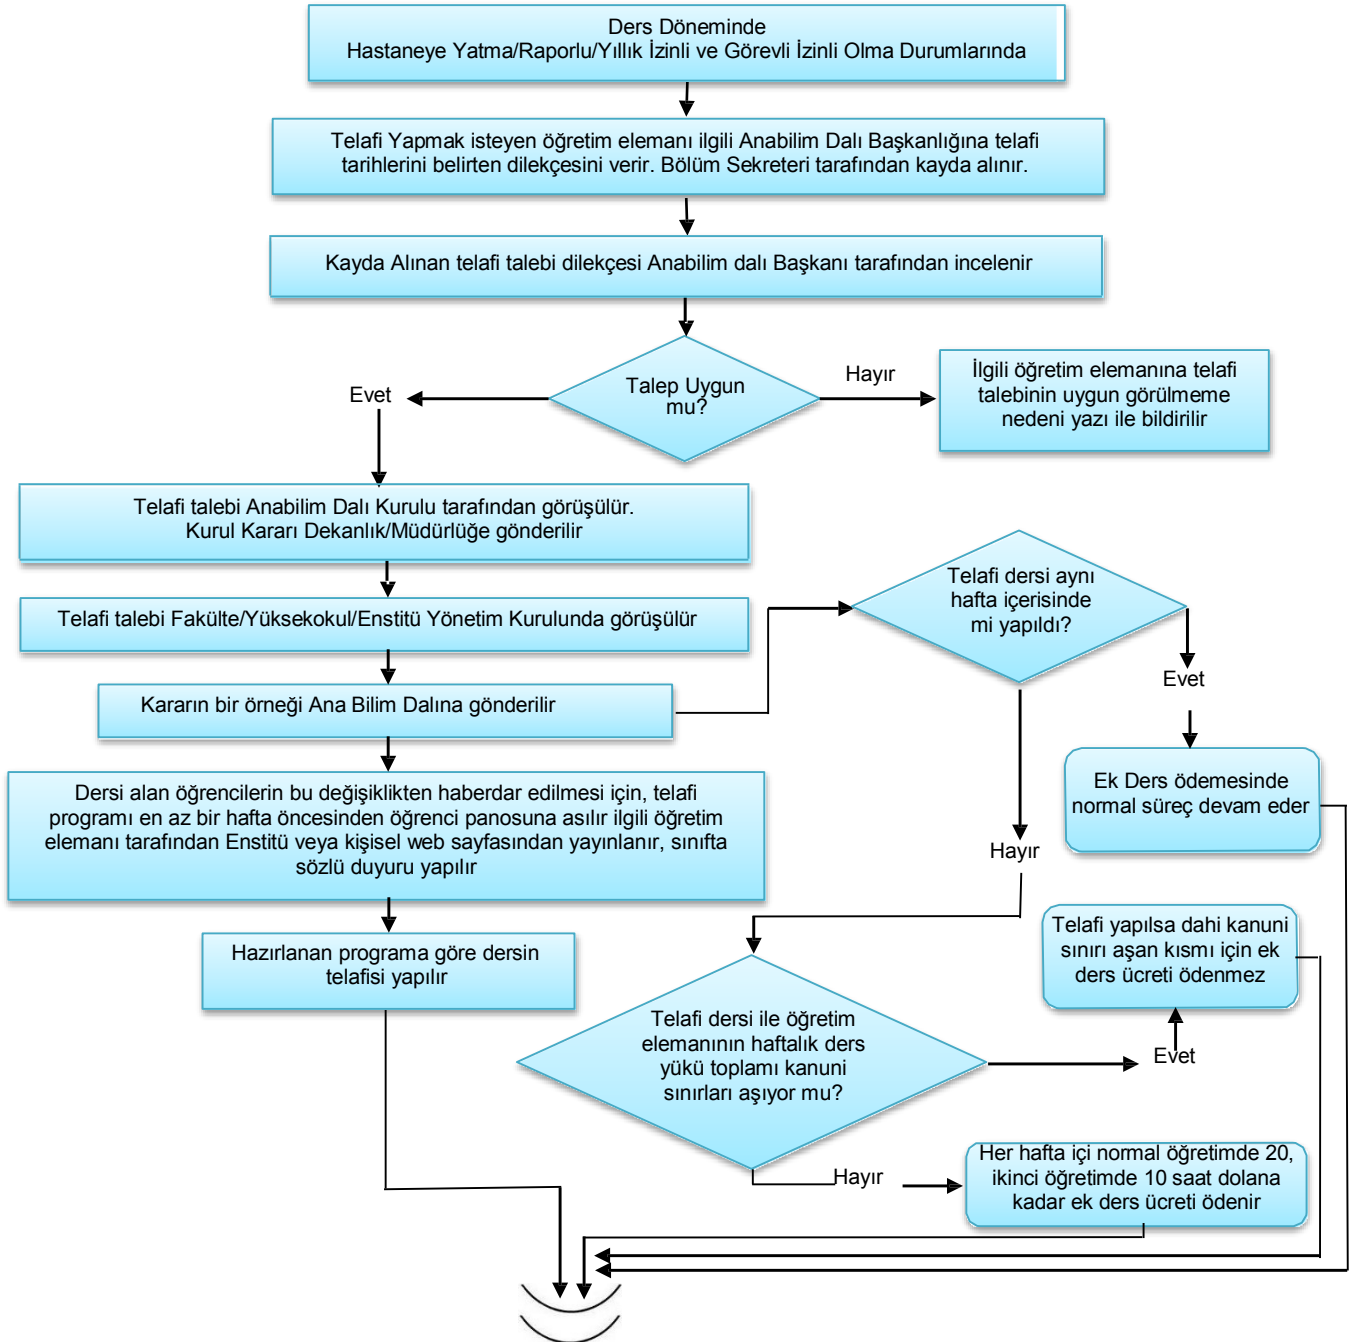 Ders Döneminde
Hastaneye Yatma/Raporlu/Yıllık İzinli ve Görevli İzinli Olma Durumlarında
Telafi Yapmak isteyen öğretim elemanı ilgili Anabilim Dalı Başkanlığına telafi
tarihlerini belirten dilekçesini verir. Bölüm Sekreteri tarafından kayda alınır.
Kayda Alınan telafi talebi dilekçesi Anabilim dalı Başkanı tarafından incelenir
Talep Uygun
mu?
Evet
Hayır
İlgili öğretim elemanına telafi
talebinin uygun görülmeme
nedeni yazı ile bildirilir
Telafi talebi Anabilim Dalı Kurulu tarafından görüşülür.
Kurul Kararı Dekanlık/Müdürlüğe gönderilir
Telafi talebi Fakülte/Yüksekokul/Enstitü Yönetim Kurulunda görüşülür
Kararın bir örneği Ana Bilim Dalına gönderilir
Dersi alan öğrencilerin bu değişiklikten haberdar edilmesi için, telafi
programı en az bir hafta öncesinden öğrenci panosuna asılır ilgili öğretim
elemanı tarafından Enstitü veya kişisel web sayfasından yayınlanır, sınıfta
sözlü duyuru yapılır
Hazırlanan programa göre dersin
telafisi yapılır
Telafi dersi aynı
hafta içerisinde
mi yapıldı?
Evet
Ek Ders ödemesinde
normal süreç devam eder
Hayır
Telafi dersi ile öğretim
elemanının haftalık ders
yükü toplamı kanuni
sınırları aşıyor mu?
Evet
Telafi yapılsa dahi kanuni
sınırı aşan kısmı için ek
ders ücreti ödenmez
Hayır
Her hafta içi normal öğretimde 20,
ikinci öğretimde 10 saat dolana
kadar ek ders ücreti ödenir